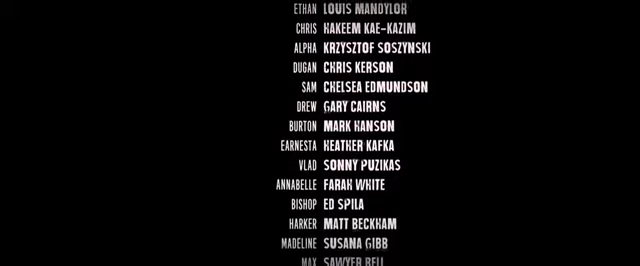 ETHAN LOUIS MANDYLOR
CHRIS HAKEEM KAE-KAZIM
ALPHA KRZYSZTOF SOSZYNSKI
DUGAN CHRIS KERSON
SAM CHELSEA EDMUNDSON
DREW GARY CAIRNS
BURTON MARK HANSON
EARNESTA HEATHER KAFKA
VLAD SONNY PUZIKAS
ANNABELLE FARAH WHITE
BISHOP ED SPILA
HARKER MATT BECKHAM
MADELINE SUSANA GIBB
MAX SAWYER BELL